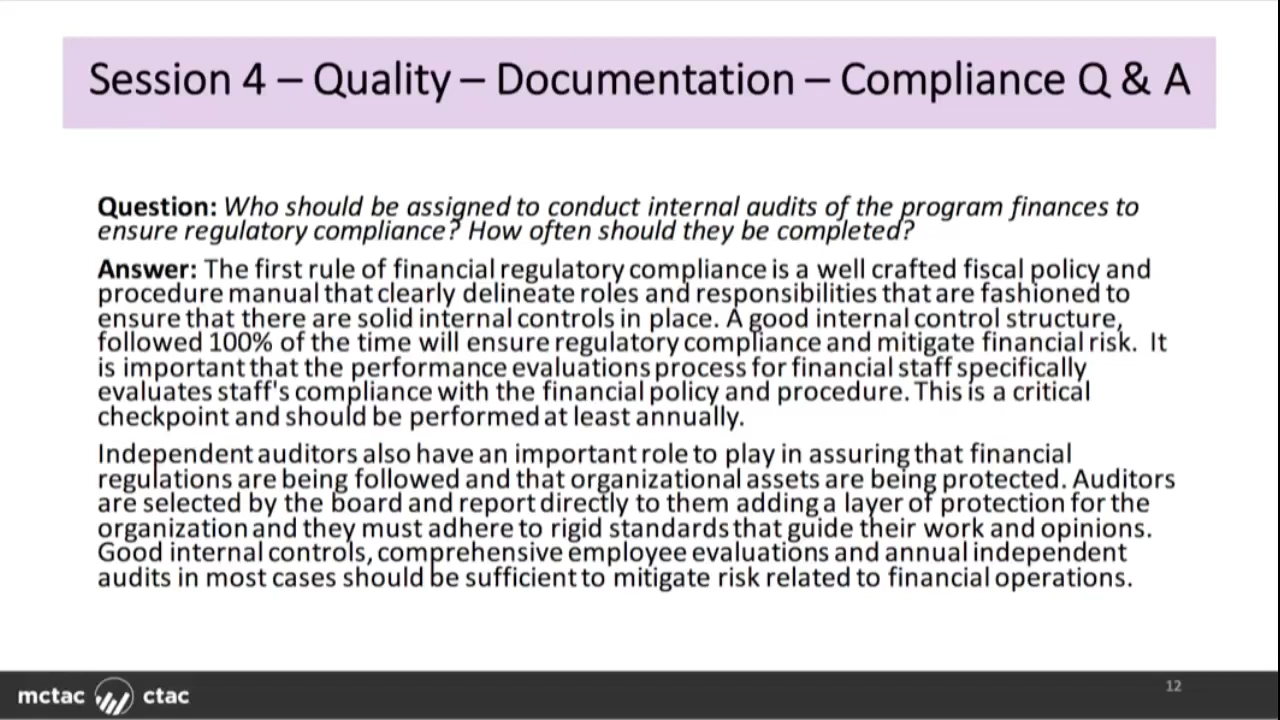 Session 4 – Quality – Documentation – Compliance Q & A
Question: Who should be assigned to conduct internal audits of the program finances to
ensure regulatory compliance? How often should they be completed?
Answer: The first rule of financial regulatory compliance is a well crafted fiscal policy and
procedure manual that clearly delineate roles and responsibilities that are fashioned to
ensure that there are solid internal controls in place. A good internal control structure,
followed 100% of the time will ensure regulatory compliance and mitigate financial risk. It
is important that the performance evaluations process for financial staff specifically
evaluates staff's compliance with the financial policy and procedure. This is a critical
checkpoint and should be performed at least annually.
Independent auditors also have an important role to play in assuring that financial
regulations are being followed and that organizational assets are being protected. Auditors
are selected by the board and report directly to them adding a layer of protection for the
organization and they must adhere to rigid standards that guide their work and opinions.
Good internal controls, comprehensive employee evaluations and annual independent
audits in most cases should be sufficient to mitigate risk related to financial operations.
mctac ctac
12